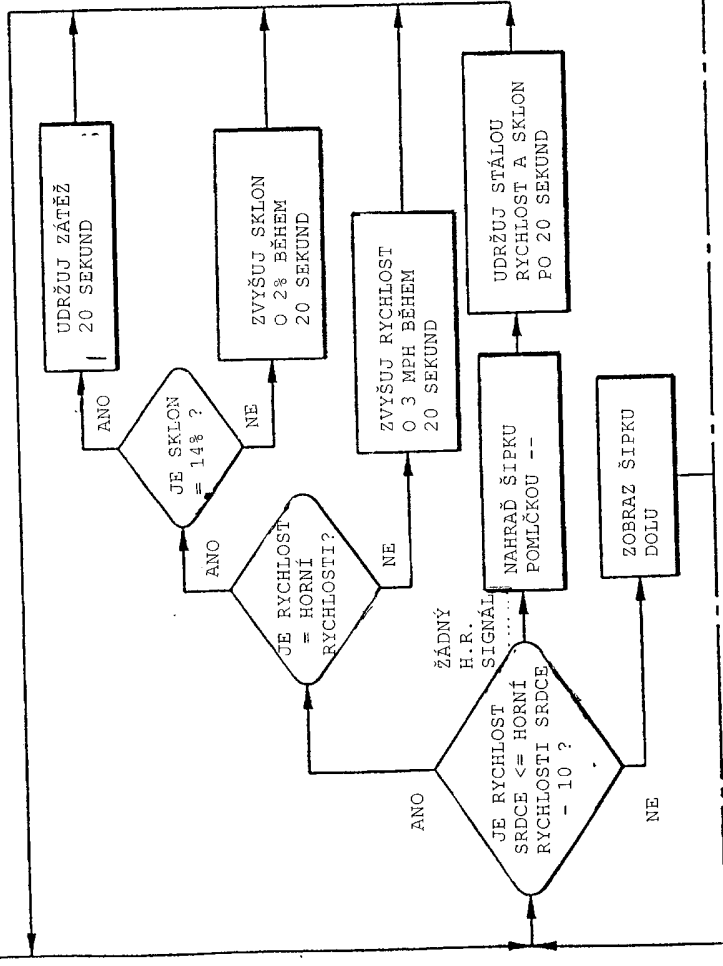 UDRŽUJ ZÁTĚŽ
20 SEKUND
ANO
JE SKLON
= 14% ?
NE
ZVYŠUJ SKLON
O 2% BĚHEM
20 SEKUND
ANO
JE RYCHLOST
= HORNÍ
RYCHLOSTI?
NE
ZVYŠUJ RYCHLOST
O 3 MPH BĚHEM
20 SEKUND
ANO
JE RYCHLOST
SRDCE <= HORNÍ
RYCHLOSTI SRDCE
- 10 ?
NE
ŽÁDNÝ
H.R.
SIGNÁL
NAHRAĎ ŠIPKU
POMLČKOU --
UDRŽUJ STÁLOU
RYCHLOST A SKLON
PO 20 SEKUND
ZOBRAZ ŠIPKU
DOLU